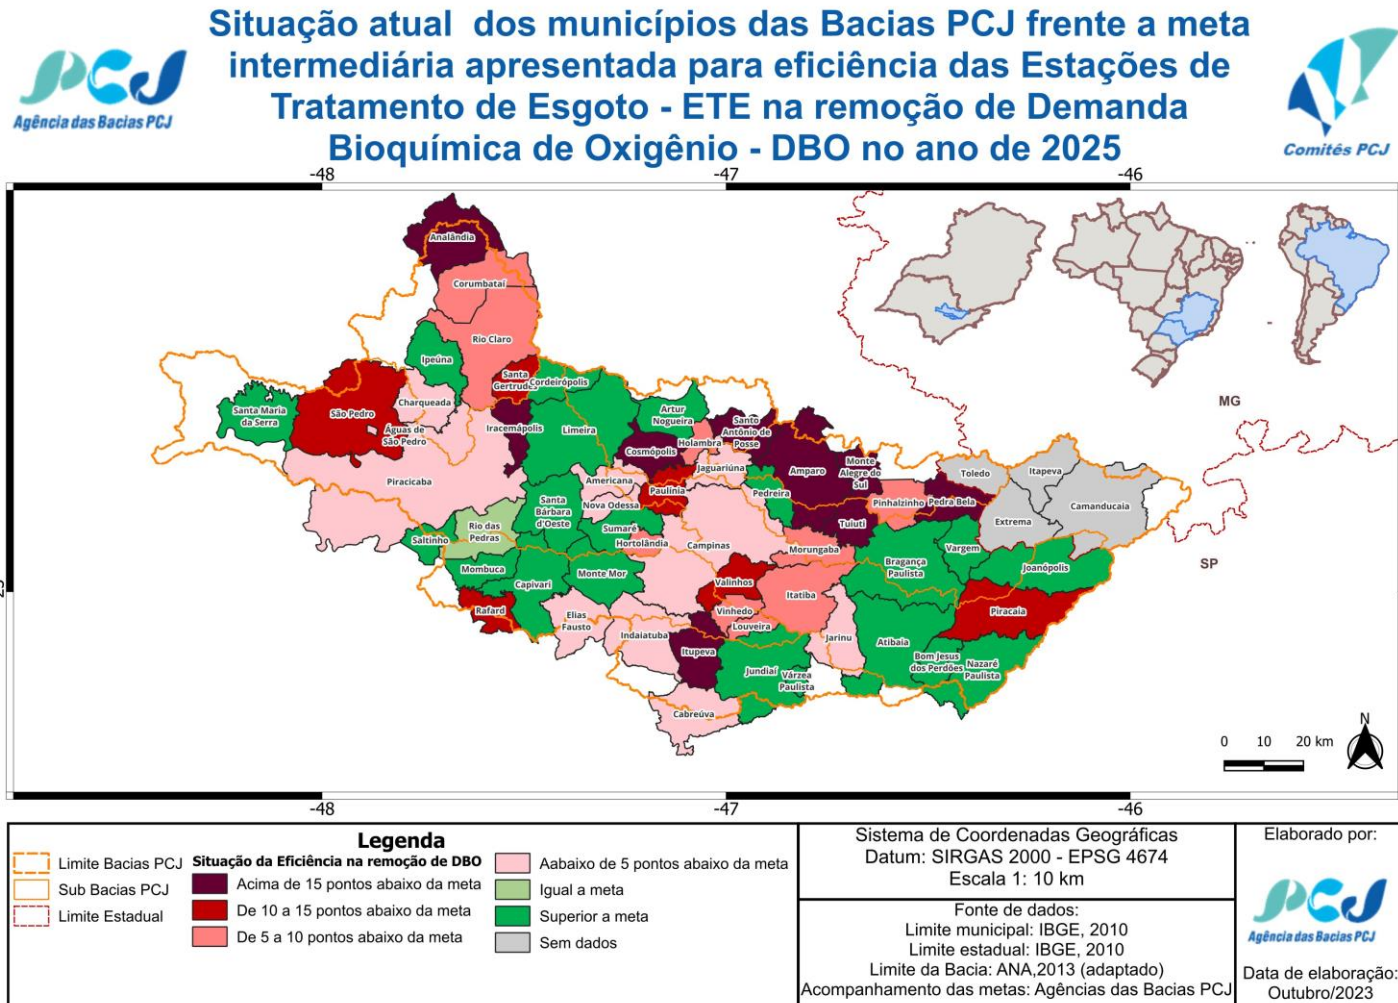 Situação atual dos municípios das Bacias PCJ frente a meta
intermediária apresentada para eficiência das Estações de
Tratamento de Esgoto - ETE na remoção de Demanda
Bioquímica de Oxigênio - DBO no ano de 2025
PCJ
Agência das Bacias PCJ
Comitês PCJ
-48
-47
-46
Analândia
Corumbataí
Rio Claro
Ipeúna
Santa
Gertrudes
Cordeirópolis
Charqueada
São Pedro
Santa Maria
da Serra
Águas de
São Pedro
Iracemápolis
Limeira
Artur
Nogueira
Holambra
Santo
Antônio de
Posse
Cosmópolis
Jaguariúna
Amparo
Monte
Alegre do
Sul
Piracicaba
Americana
Paulínia
Pedreira
Nova Odessa
Pinhalzinho
Pedra Bela
Toledo
Itapeva
Camanducaia
Extrema
Santa
Bárbara
d'Oeste
Rio das
Pedras
Saltinho
Sumaré
Hortolândia
Campinas
Tuiuti
Morungaba
Vargem
Bragança
Paulista
Joanópolis
Mombuca
Capivari
Monte Mor
Valinhos
Itatiba
Rafard
Elias
Fausto
Vinhedo
Louveira
Piracaia
Indaiatuba
Itupeva
Jarinu
Atibaia
Bom Jesus
dos Perdões
Nazaré
Paulista
Jundiaí
Várzea
Paulista
Cabreúva
MG
SP
N
0 10 20 km
-48
-47
-46
Legenda
Limite Bacias PCJ
Sub Bacias PCJ
Limite Estadual
Situação da Eficiência na remoção de DBO
Acima de 15 pontos abaixo da meta
De 10 a 15 pontos abaixo da meta
De 5 a 10 pontos abaixo da meta
Aabaixo de 5 pontos abaixo da meta
Igual a meta
Superior a meta
Sem dados
Sistema de Coordenadas Geográficas
Datum: SIRGAS 2000 - EPSG 4674
Escala 1: 10 km
Fonte de dados:
Limite municipal: IBGE, 2010
Limite estadual: IBGE, 2010
Limite da Bacia: ANA,2013 (adaptado)
Acompanhamento das metas: Agências das Bacias PCJ
Elaborado por:
PCJ
Agência das Bacias PCJ
Data de elaboração:
Outubro/2023